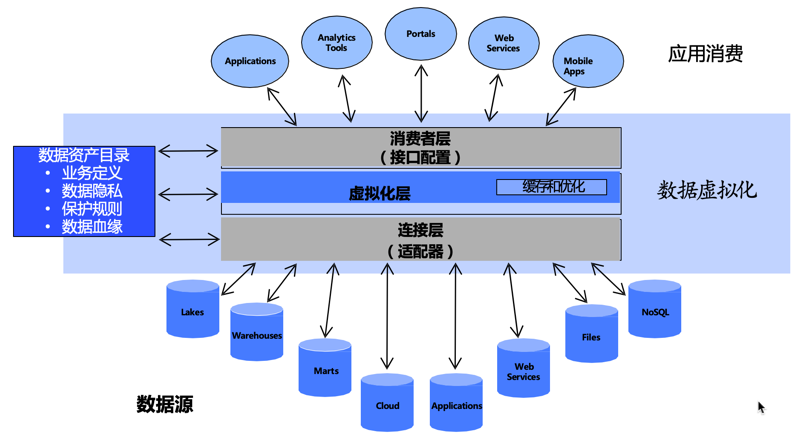 Applications
Analytics
Tools
Portals
Web
Services
Mobile
Apps
应用消费
消费者层
（接口配置）
数据资产目录
• 业务定义
• 数据隐私
• 保护规则
• 数据血缘
虚拟化层
缓存和优化
数据虚拟化
连接层
（适配器）
Lakes
Warehouses
Marts
Cloud
Applications
Web
Services
Files
NoSQL
数据源